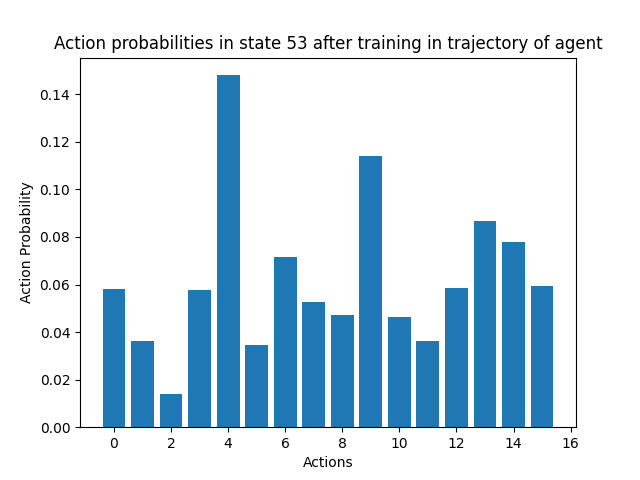 Action probabilities in state 53 after training in trajectory of agent
0.14
0.12
0.10
0.08
0.06
0.04
0.02
0.00
Action Probability
0 2 4 6 8 10 12 14 16
Actions